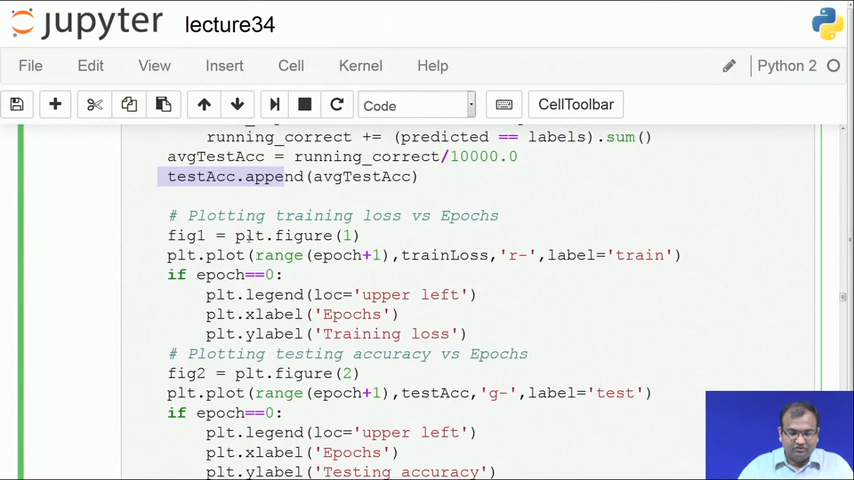 jupyter lecture34
File Edit View Insert Cell Kernel Help Python 2
Code CellToolbar
running_correct += (predicted == labels).sum()
avgTestAcc = running_correct/10000.0
testAcc.append(avgTestAcc)
# Plotting training loss vs Epochs
fig1 = plt.figure(1)
plt.plot(range(epoch+1),trainLoss,'r-',label='train')
if epoch==0:
plt.legend(loc='upper left')
plt.xlabel('Epochs')
plt.ylabel('Training loss')
# Plotting testing accuracy vs Epochs
fig2 = plt.figure(2)
plt.plot(range(epoch+1),testAcc,'g-',label='test')
if epoch==0:
plt.legend(loc='upper left')
plt.xlabel('Epochs')
plt.ylabel('Testing accuracy')